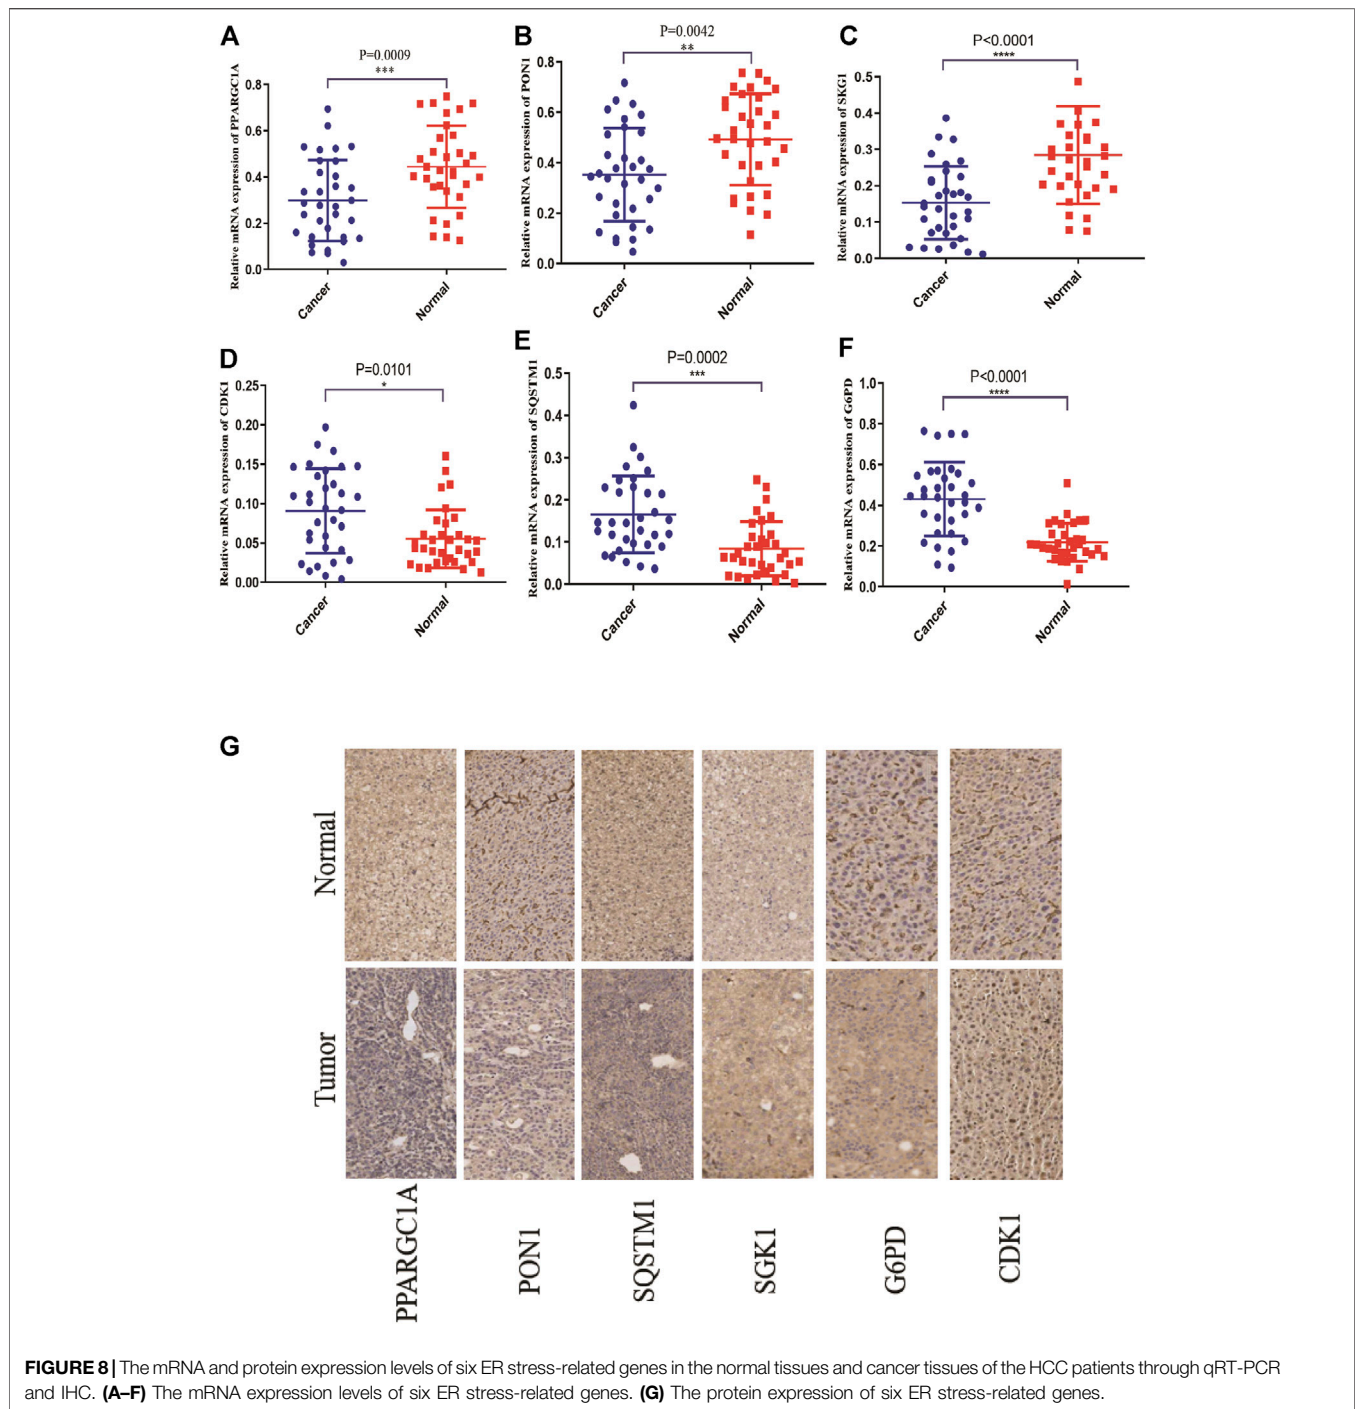 A
P=0.0009
***
Relative mRNA expression of PPARGC1A
0.8
0.6
0.4
0.2
0.0
Cancer
Normal
B
P=0.0042
**
Relative mRNA expression of PON1
0.8
0.6
0.4
0.2
0.0
Cancer
Normal
C
P<0.0001
****
Relative mRNA expression of SKG1
0.5
0.4
0.3
0.2
0.1
0.0
Cancer
Normal
D
P=0.0101
*
Relative mRNA expression of CDK1
0.25
0.20
0.15
0.10
0.05
0.00
Cancer
Normal
E
P=0.0002
***
Relative mRNA expression of SQSTM1
0.5
0.4
0.3
0.2
0.1
0.0
Cancer
Normal
F
P<0.0001
****
Relative mRNA expression of G6PD
1.0
0.8
0.6
0.4
0.2
0.0
Cancer
Normal
G
Normal
Tumor
PPARGC1A
PON1
SQSTM1
SGK1
G6PD
CDK1
FIGURE 8 | The mRNA and protein expression levels of six ER stress-related genes in the normal tissues and cancer tissues of the HCC patients through qRT-PCR
and IHC. (A–F) The mRNA expression levels of six ER stress-related genes. (G) The protein expression of six ER stress-related genes.